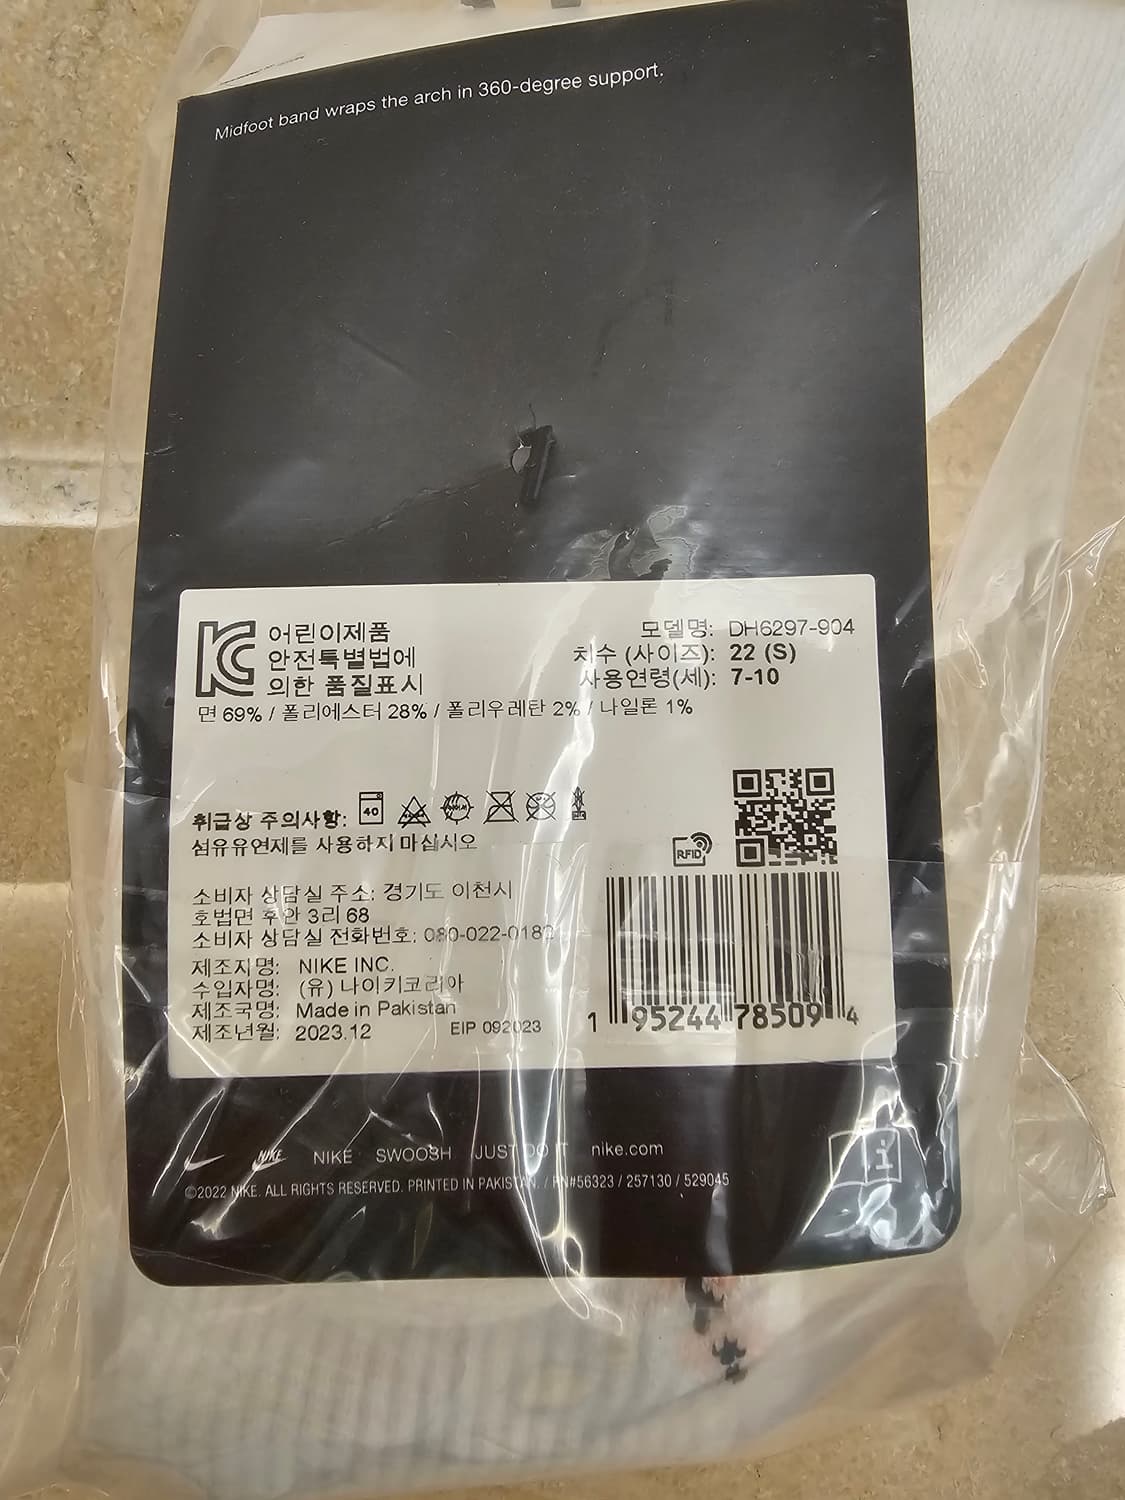 Midfoot band wraps the arch in 360-degree support.
어린이제품
안전특별법에
의한 품질표시
모델명: DH6297-904
치수 (사이즈): 22 (S)
사용연령(세): 7-10
면 69% / 폴리에스터 28% / 폴리우레탄 2% / 나일론 1%
취급상 주의사항:
40
섬유유연제를 사용하지 마십시오
RFID
소비자 상담실 주소: 경기도 이천시
호법면 후안 3리 68
소비자 상담실 전화번호: 080-022-0182
제조자명: NIKE INC.
수입자명: (유) 나이키코리아
제조국명: Made in Pakistan
제조년월: 2023.12
EIP 092023
1 95244 78509 4
NIKE NIKE SWOOSH JUST DO IT nike.com
©2022 NIKE. ALL RIGHTS RESERVED. PRINTED IN PAKISTAN. / RN#56323 / 257130 / 529045